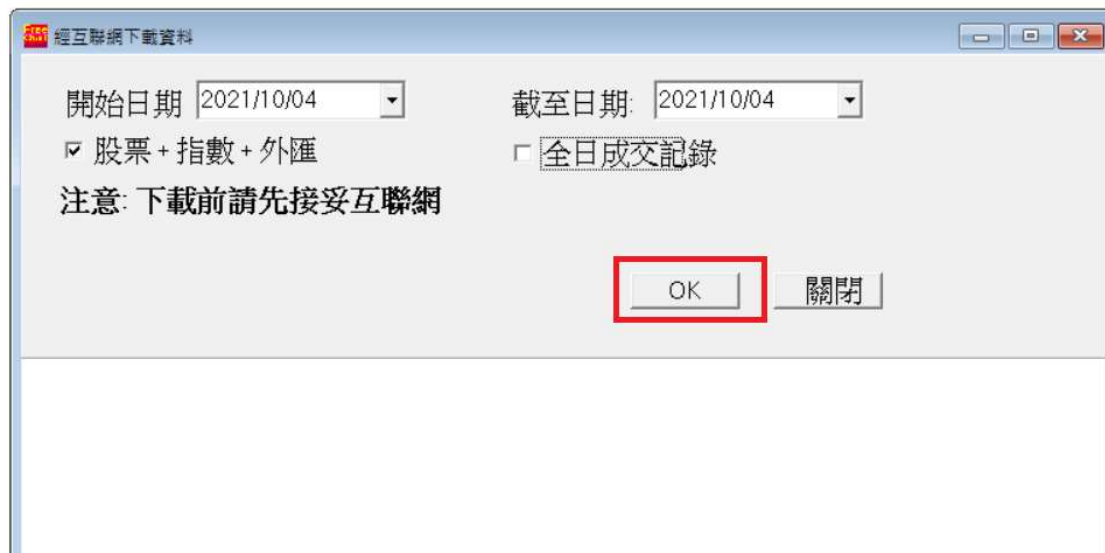 經互聯網下載資料
開始日期 2021/10/04 截至日期: 2021/10/04
股票+指數+外匯 全日成交記錄
注意: 下載前請先接妥互聯網
OK 關閉